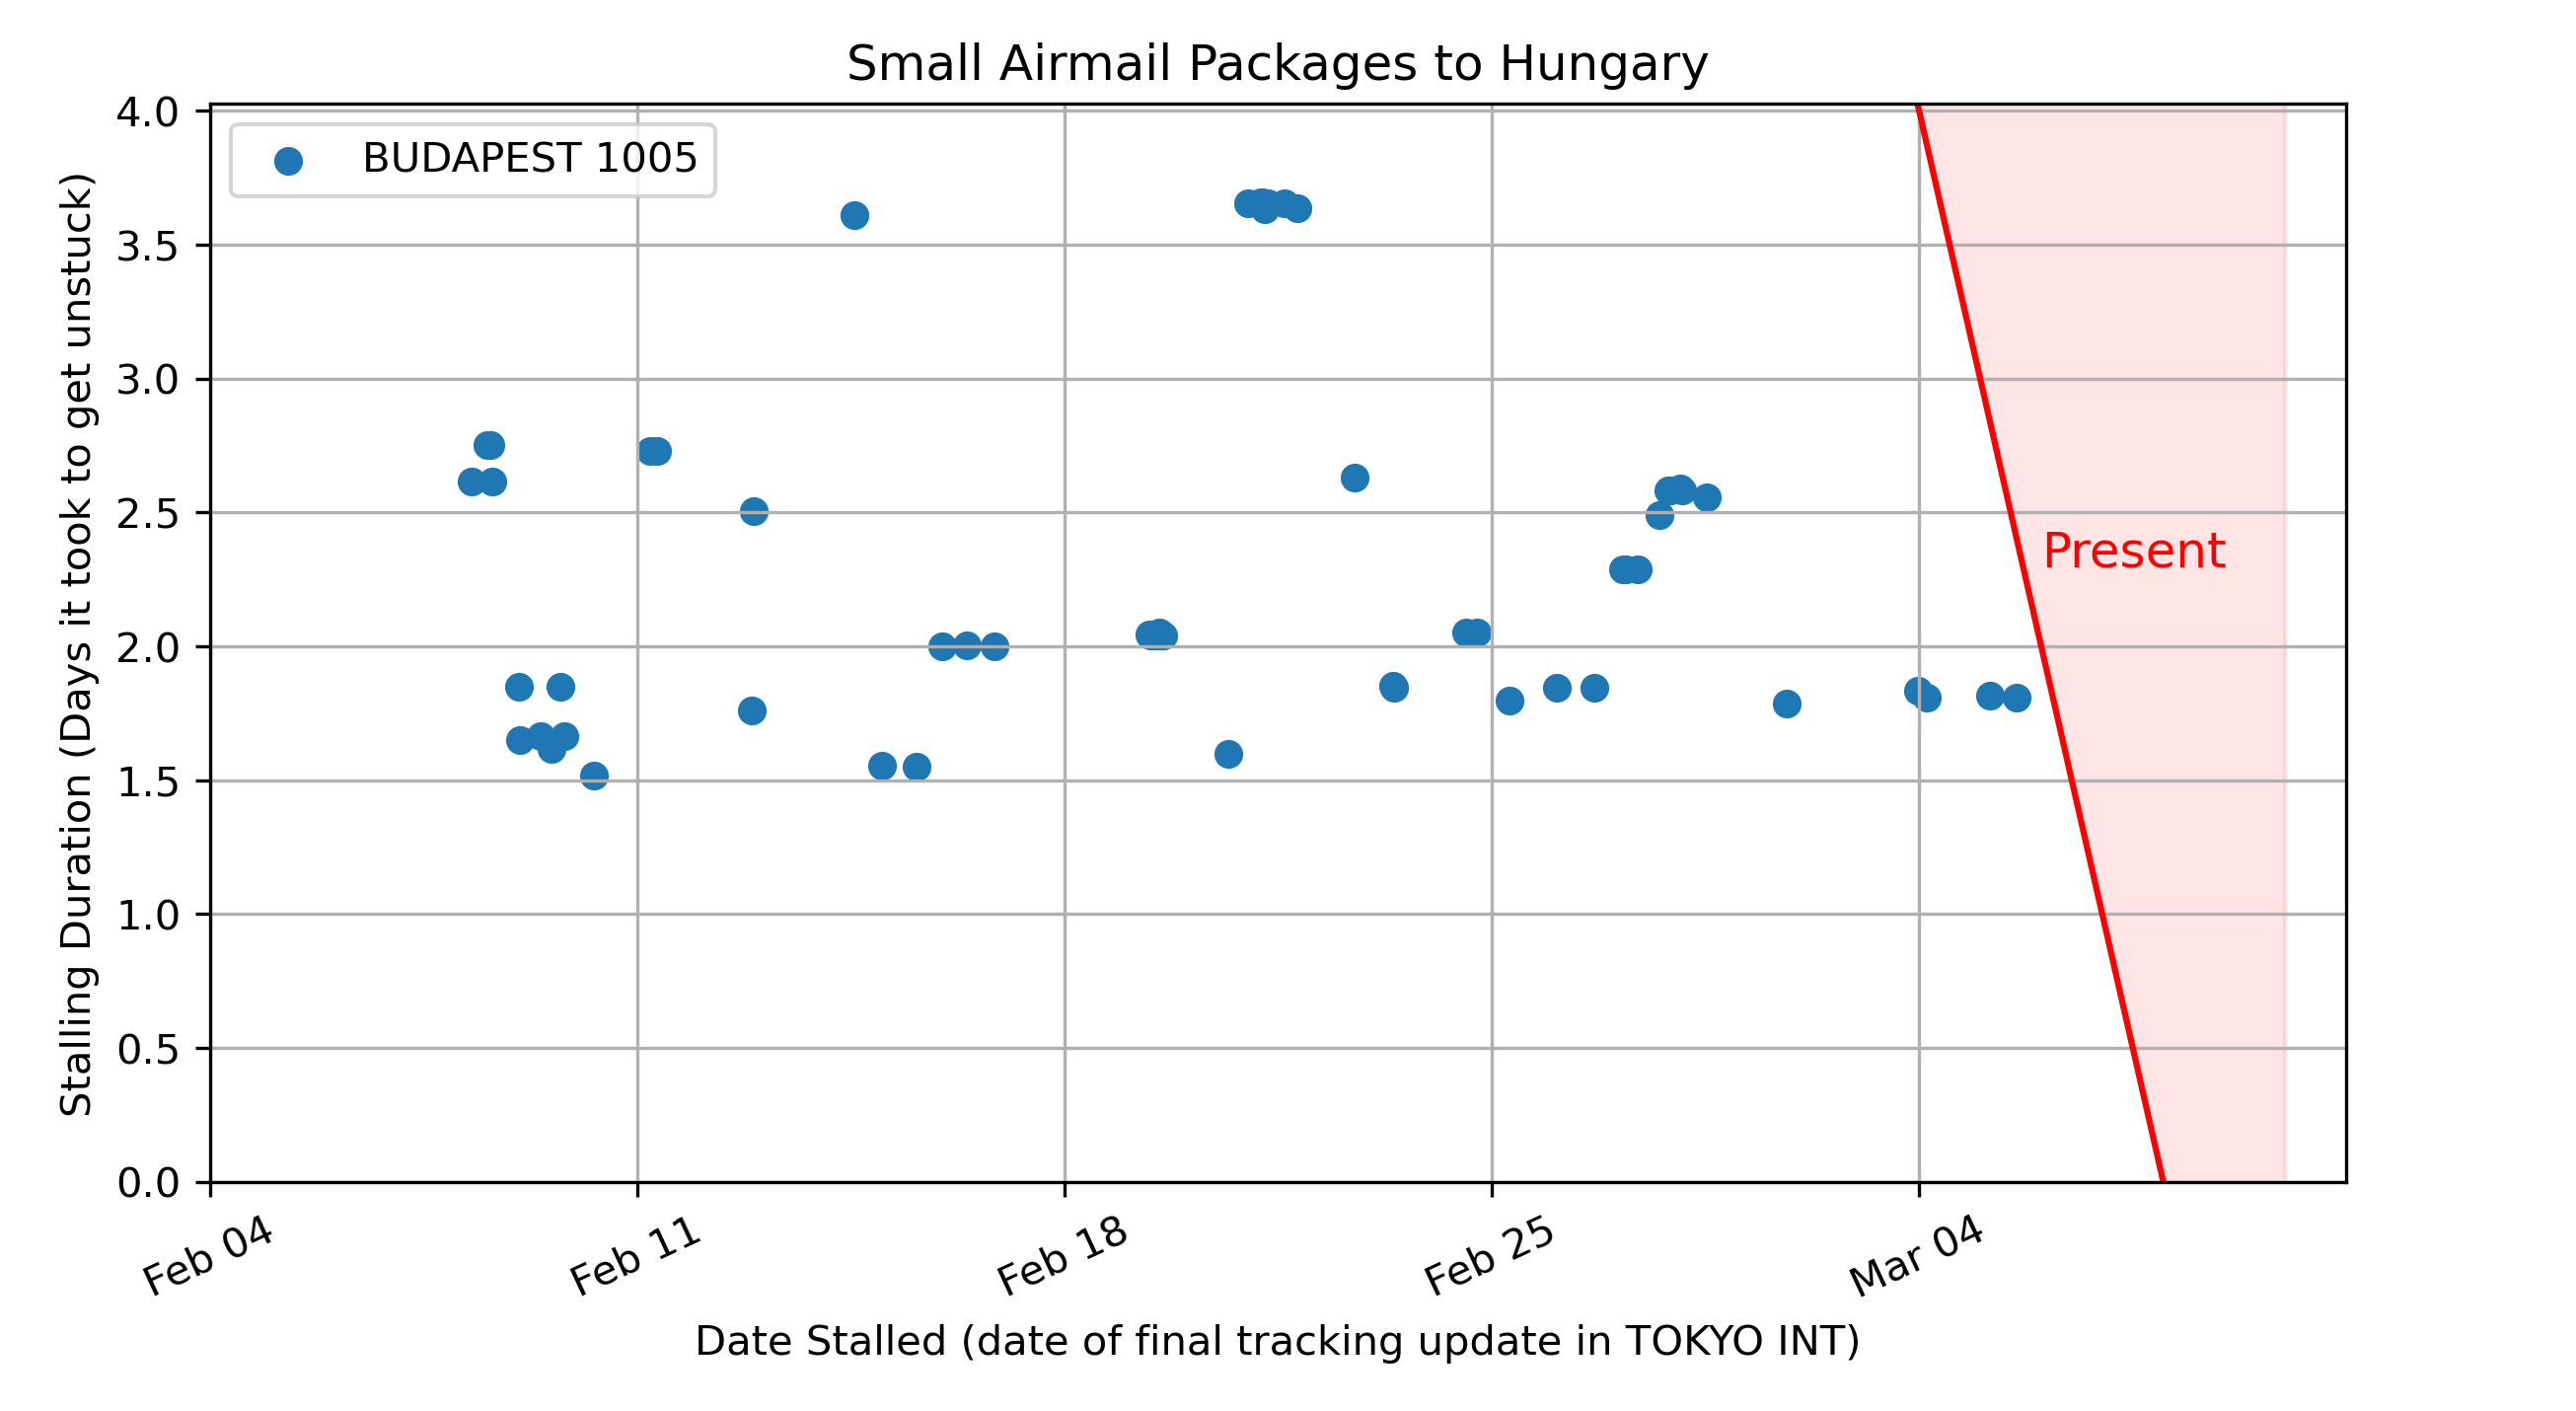 Small Airmail Packages to Hungary
BUDAPEST 1005
Stalling Duration (Days it took to get unstuck)
4.0
3.5
3.0
2.5
2.0
1.5
1.0
0.5
0.0
Present
Feb 04
Feb 11
Feb 18
Feb 25
Mar 04
Date Stalled (date of final tracking update in TOKYO INT)